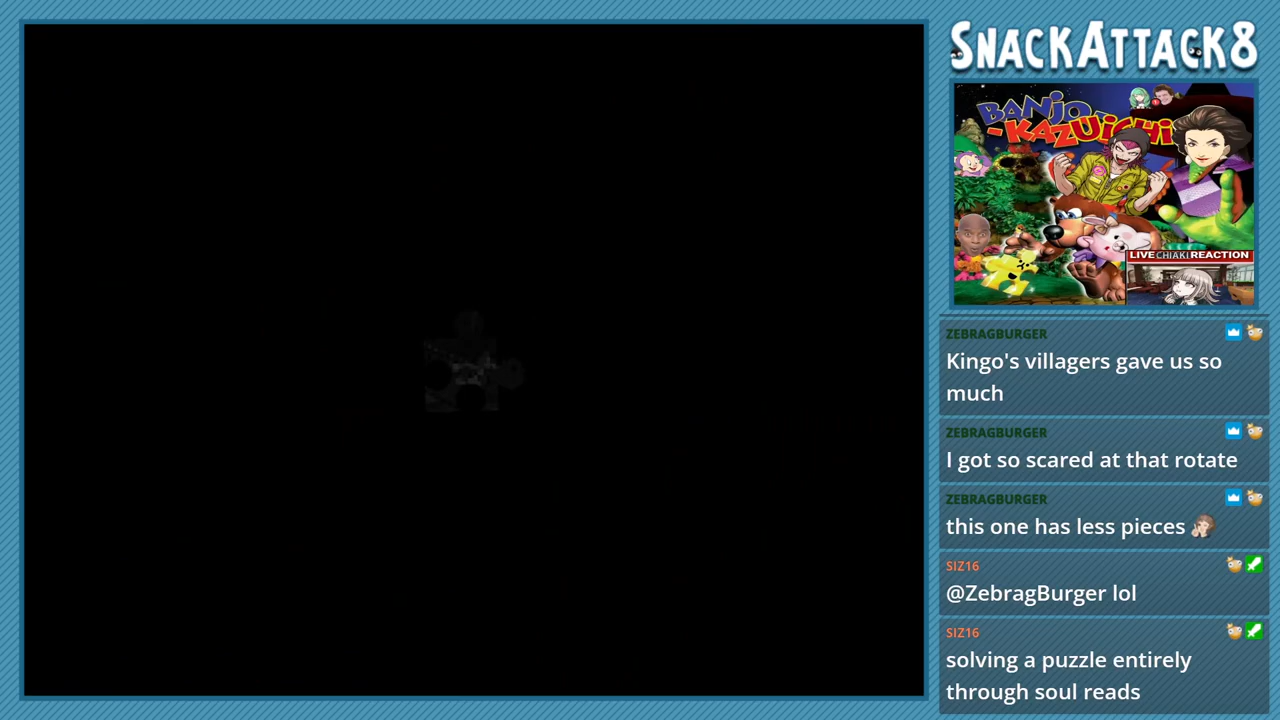 SNACKATTACK8
BANJO
-KAZUICHI
LIVE CHIAKI REACTION
ZEBRAGBURGER
Kingo's villagers gave us so
much
ZEBRAGBURGER
I got so scared at that rotate
ZEBRAGBURGER
this one has less pieces
SIZ16
@ZebragBurger lol
SIZ16
solving a puzzle entirely
through soul reads